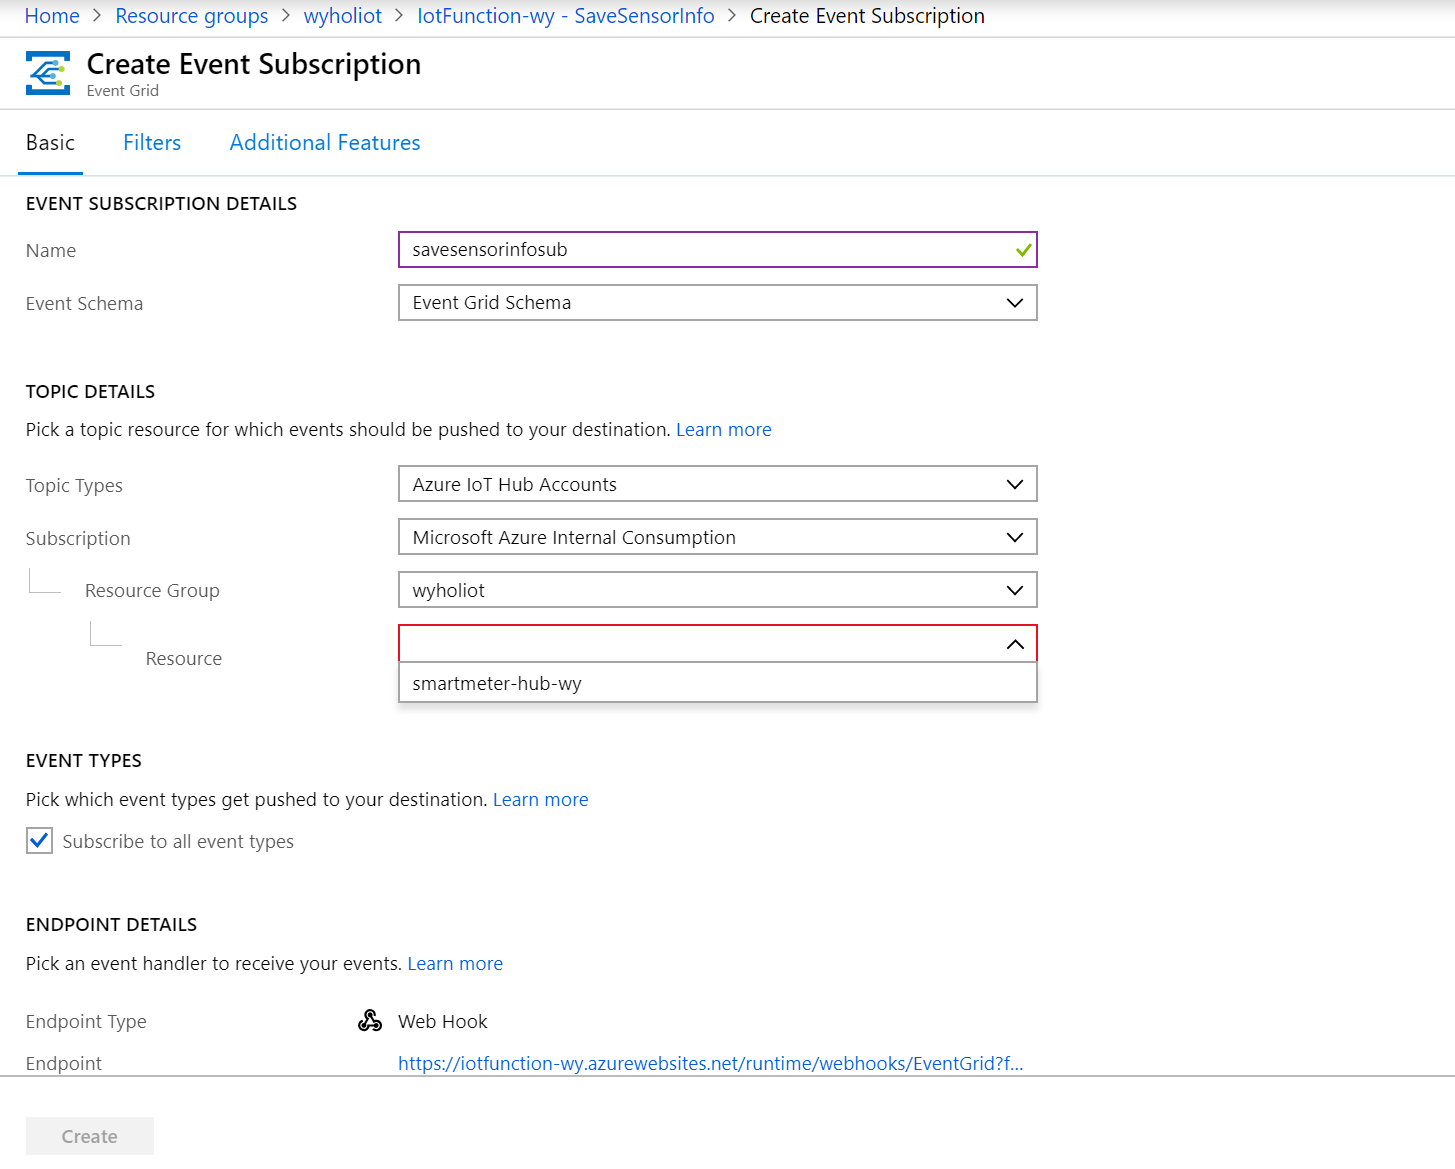 Home > Resource groups > wyholiot > IotFunction-wy - SaveSensorInfo > Create Event Subscription
Create Event Subscription
Event Grid
Basic Filters Additional Features
EVENT SUBSCRIPTION DETAILS
Name savesensorinfosub
Event Schema Event Grid Schema
TOPIC DETAILS
Pick a topic resource for which events should be pushed to your destination. Learn more
Topic Types Azure IoT Hub Accounts
Subscription Microsoft Azure Internal Consumption
Resource Group wyholiot
Resource
smartmeter-hub-wy
EVENT TYPES
Pick which event types get pushed to your destination. Learn more
Subscribe to all event types
ENDPOINT DETAILS
Pick an event handler to receive your events. Learn more
Endpoint Type Web Hook
Endpoint https://iotfunction-wy.azurewebsites.net/runtime/webhooks/EventGrid?f...
Create